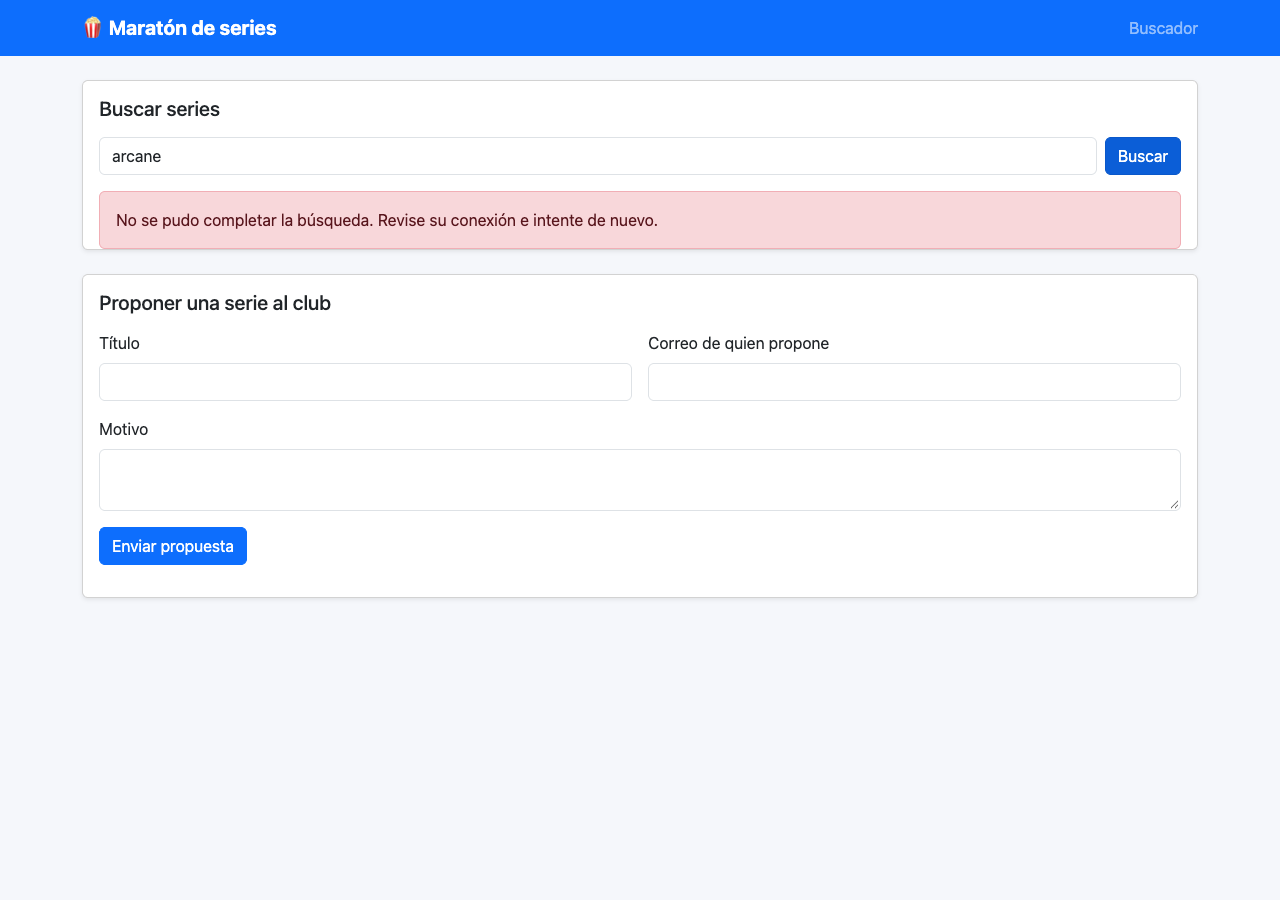 🍿 Maratón de series
Buscador
Buscar series
arcane
Buscar
No se pudo completar la búsqueda. Revise su conexión e intente de nuevo.
Proponer una serie al club
Título
Correo de quien propone
Motivo
Enviar propuesta